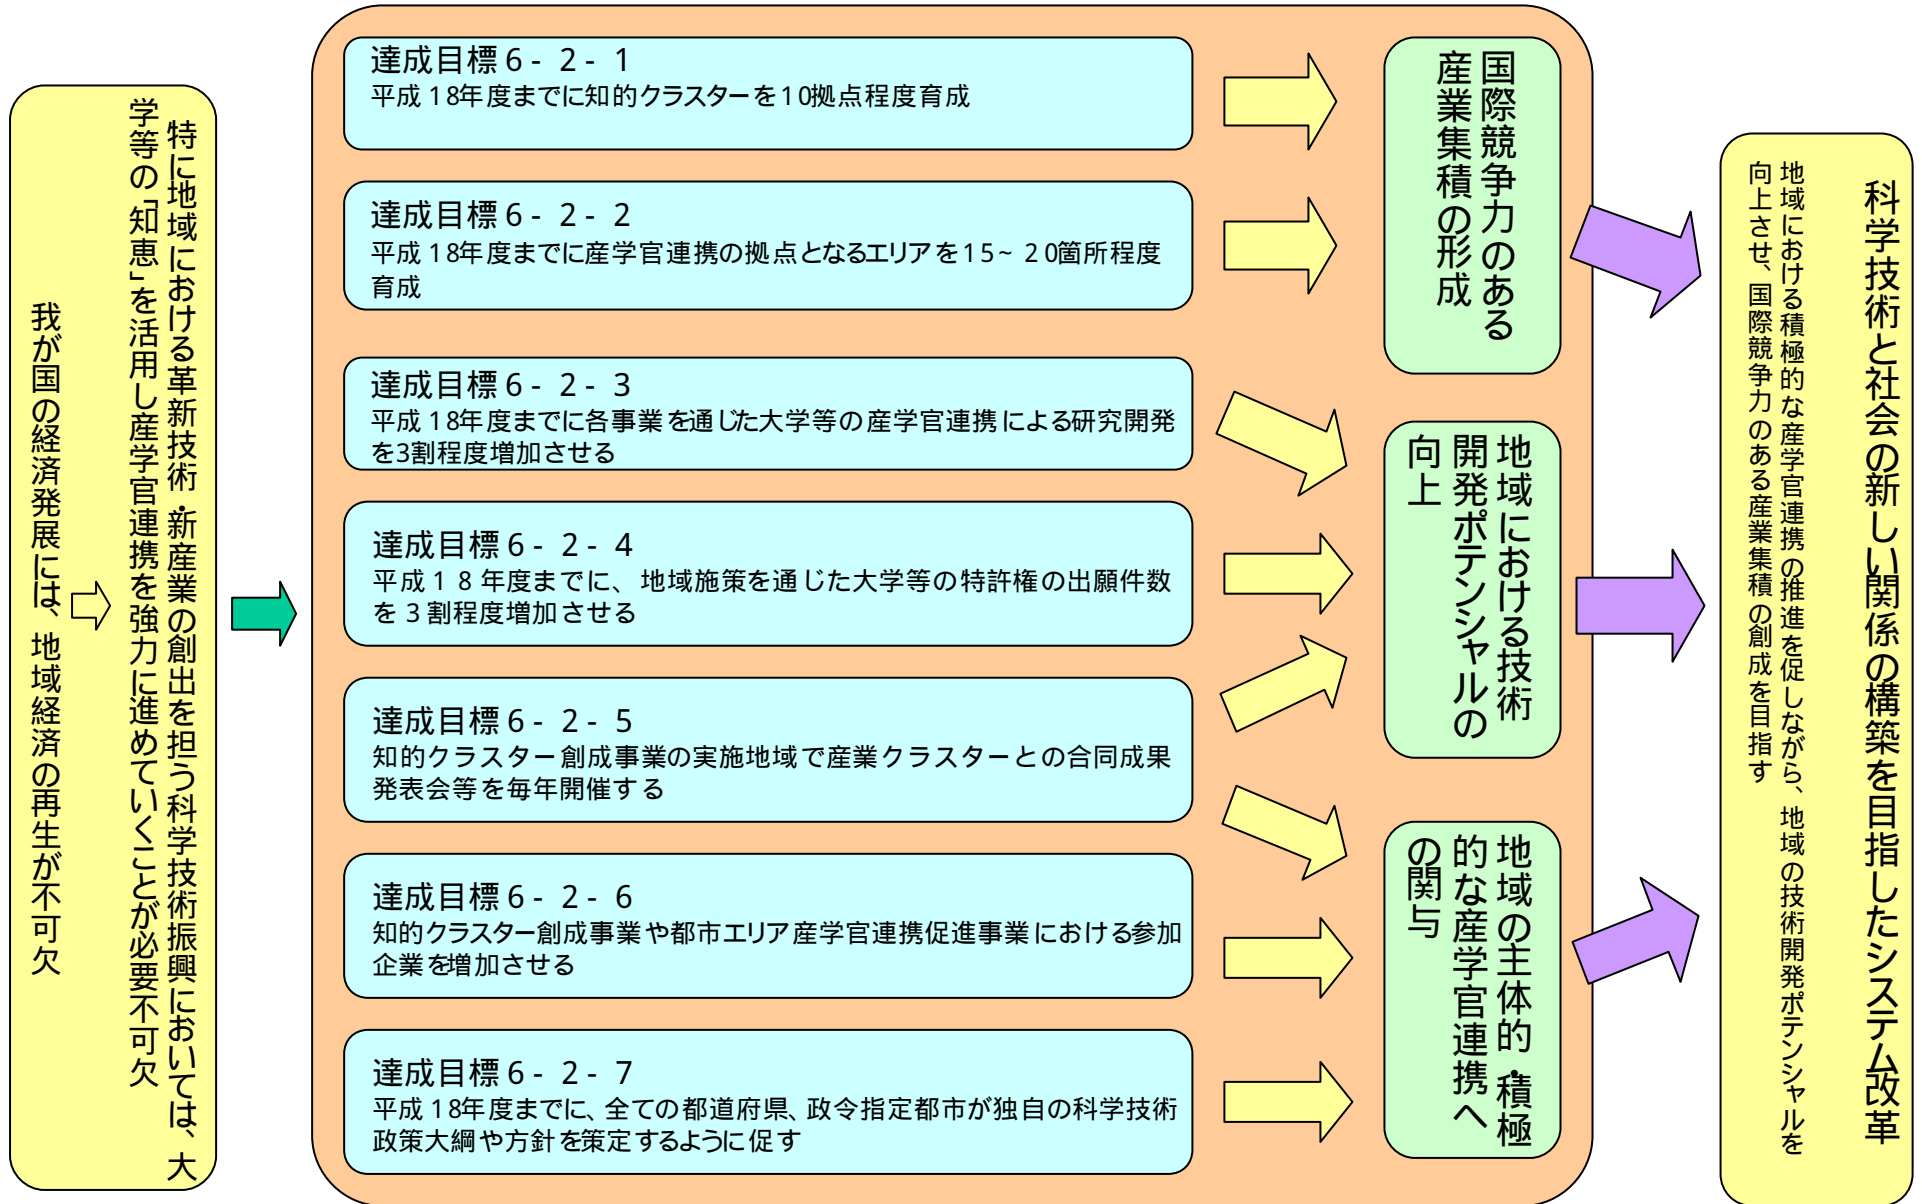 我が国の経済発展には、地域経済の再生が不可欠
特に地域における革新技術・新産業の創出を担う科学技術振興においては、大
学等の「知恵」を活用し産学官連携を強力に進めていくことが必要不可欠
達成目標6-2-1
平成18年度までに知的クラスターを10拠点程度育成
達成目標6-2-2
平成18年度までに産学官連携の拠点となるエリアを15~20箇所程度
育成
達成目標6-2-3
平成18年度までに各事業を通じた大学等の産学官連携による研究開発
を3割程度増加させる
達成目標6-2-4
平成18年度までに、地域施策を通じた大学等の特許権の出願件数
を3割程度増加させる
達成目標6-2-5
知的クラスター創成事業の実施地域で産業クラスターとの合同成果
発表会等を毎年開催する
達成目標6-2-6
知的クラスター創成事業や都市エリア産学官連携促進事業における参加
企業を増加させる
達成目標6-2-7
平成18年度までに、全ての都道府県、政令指定都市が独自の科学技術
政策大綱や方針を策定するように促す
国際競争力のある
産業集積の形成
地域における技術
開発ポテンシャルの
向上
地域の主体的・積極
的な産学官連携へ
の関与
科学技術と社会の新しい関係の構築を目指したシステム改革
地域における積極的な産学官連携の推進を促しながら、地域の技術開発ポテンシャルを
向上させ、国際競争力のある産業集積の創成を目指す